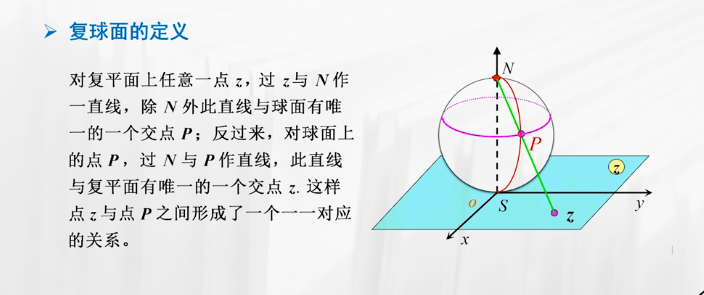 ➢ 复球面的定义
对复平面上任意一点 z，过 z与 N 作
一直线，除 N 外此直线与球面有唯
一的一个交点 P；反过来，对球面上
的点 P，过 N 与 P 作直线，此直线
与复平面有唯一的一个交点 z. 这样
点 z 与点 P 之间形成了一个一一对应
的关系。
N
P
z
o
S
y
z
x